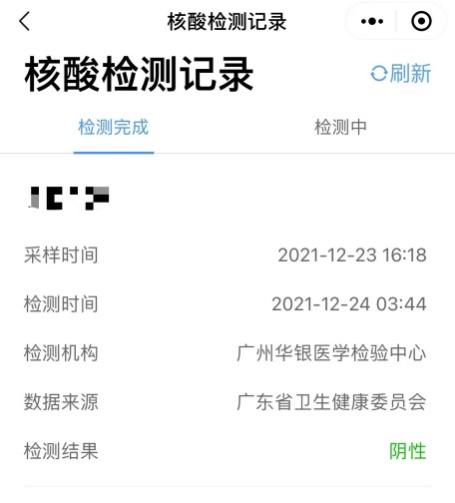 核酸检测记录
核酸检测记录 刷新
检测完成 检测中
采样时间 2021-12-23 16:18
检测时间 2021-12-24 03:44
检测机构 广州华银医学检验中心
数据来源 广东省卫生健康委员会
检测结果 阴性